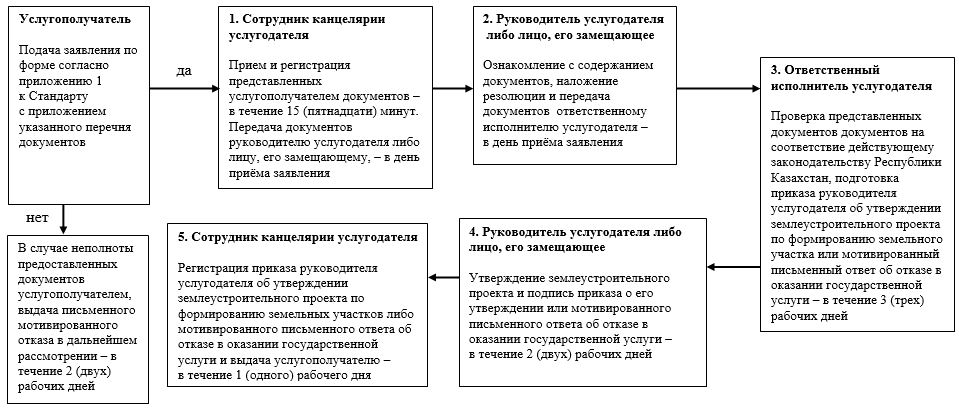 Услугополучатель
Подача заявления по
форме согласно
приложению 1
к Стандарту
с приложением
указанного перечня
документов
да
1. Сотрудник канцелярии
услугодателя
Прием и регистрация
представленных
услугополучателем документов –
в течение 15 (пятнадцати) минут.
Передача документов
руководителю услугодателя либо
лицу, его замещающему, – в день
приёма заявления
2. Руководитель услугодателя
либо лицо, его замещающее
Ознакомление с содержанием
документов, наложение
резолюции и передача
документов ответственному
исполнителю услугодателя –
в день приёма заявления
3. Ответственный
исполнитель услугодателя
Проверка представленных
документов документов на
соответствие действующему
законодательству Республики
Казахстан, подготовка
приказа руководителя
услугодателя об утверждении
землеустроительного проекта
по формированию земельного
участка или мотивированный
письменный ответ об отказе в
оказании государственной
услуги – в течение 3 (трех)
рабочих дней
4. Руководитель услугодателя либо
лицо, его замещающее
Утверждение землеустроительного
проекта и подпись приказа о его
утверждении или мотивированного
письменного ответа об отказе в
оказании государственной услуги –
в течение 2 (двух) рабочих дней
5. Сотрудник канцелярии услугодателя
Регистрация приказа руководителя
услугодателя об утверждении
землеустроительного проекта по
формированию земельных участков либо
мотивированного письменного ответа об
отказе в оказании государственной
услуги и выдача услугополучателю –
в течение 1 (одного) рабочего дня
нет
В случае неполноты
предоставленных
документов
услугополучателем,
выдача письменного
мотивированного
отказа в дальнейшем
рассмотрении – в
течение 2 (двух)
рабочих дней